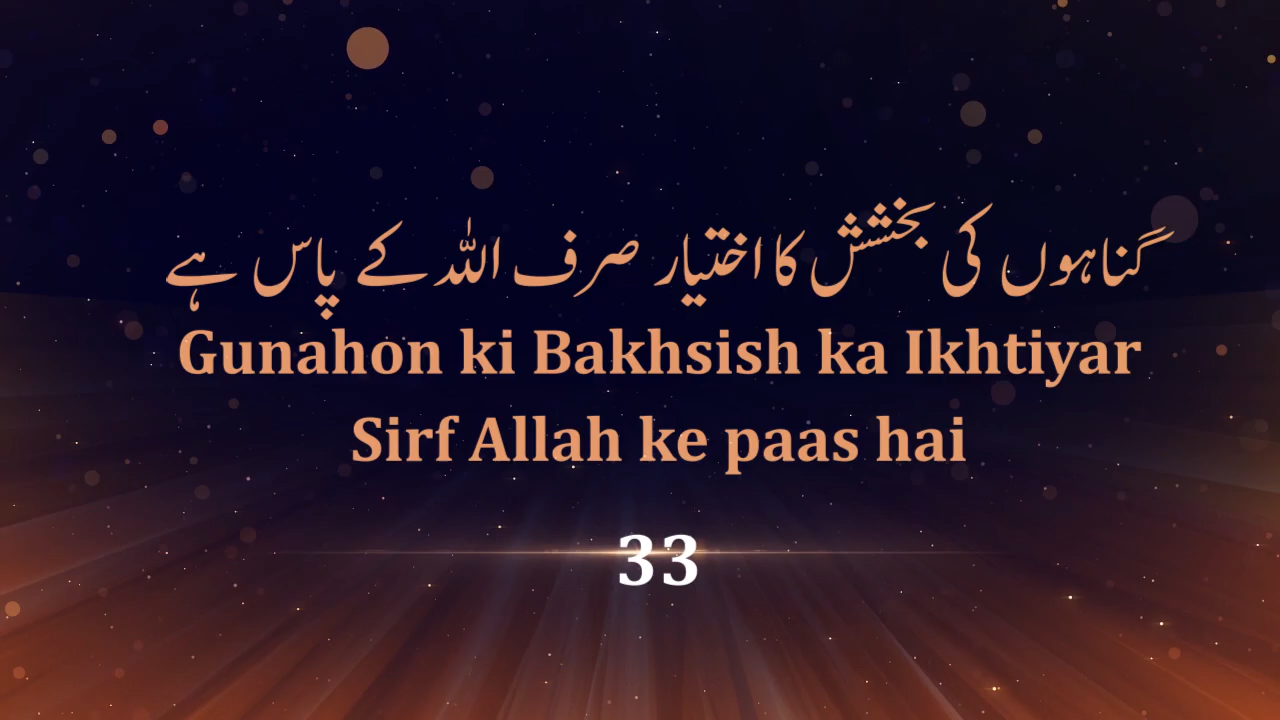 گناہوں کی بخشش کا اختیار صرف اللہ کے پاس ہے
Gunahon ki Bakhsish ka Ikhtiyar
Sirf Allah ke paas hai
33